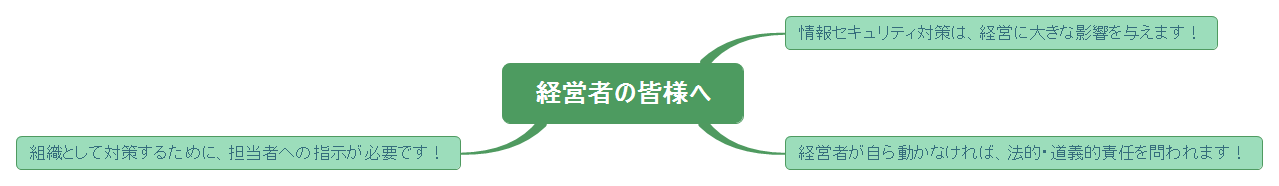 経営者の皆様へ
情報セキュリティ対策は、経営に大きな影響を与えます！
経営者が自ら動かなければ、法的・道義的責任を問われます！
組織として対策するために、担当者への指示が必要です！